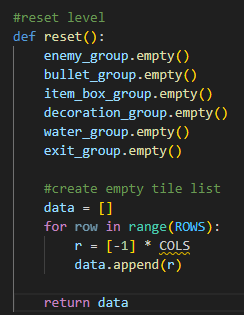 #reset level
def reset():
    enemy_group.empty()
    bullet_group.empty()
    item_box_group.empty()
    decoration_group.empty()
    water_group.empty()
    exit_group.empty()

    #create empty tile list
    data = []
    for row in range(ROWS):
        r = [-1] * COLS
        data.append(r)

    return data